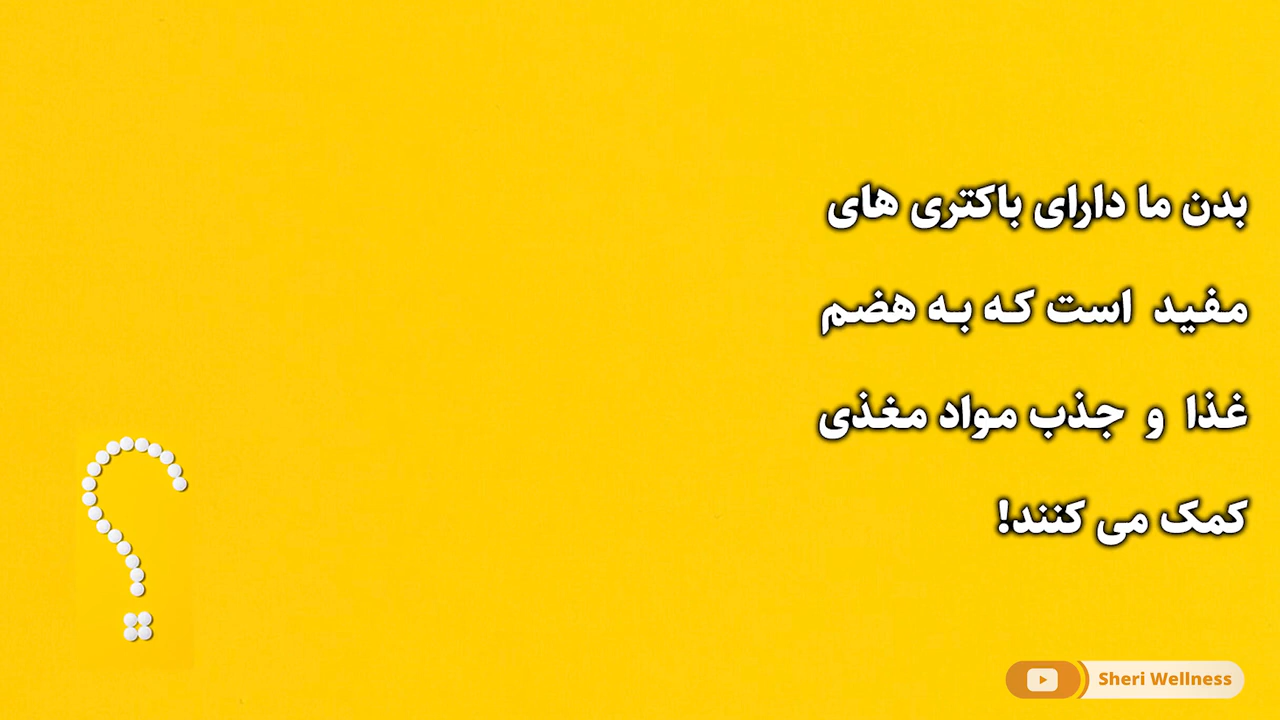 بدن ما دارای باکتری های
مفید است که به هضم
غذا و جذب مواد مغذی
کمک می کنند!
Sheri Wellness